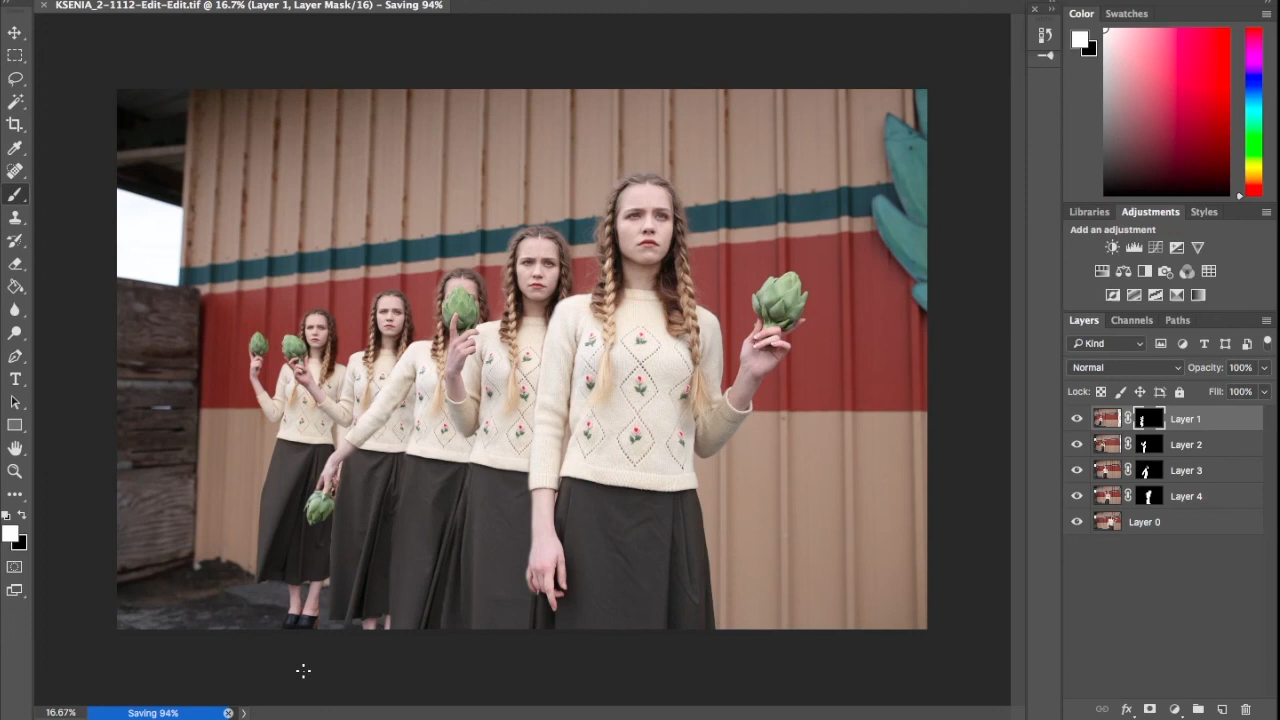 KSENIA_2-1112-Edit-Edit.tif @ 16.7% (Layer 1, Layer Mask/16) – Saving 94%
Color
Swatches
Libraries
Adjustments
Styles
Add an adjustment
Layers
Channels
Paths
Kind
Normal
Opacity: 100%
Lock:
Fill: 100%
Layer 1
Layer 2
Layer 3
Layer 4
Layer 0
16.67%
Saving 94%
fx